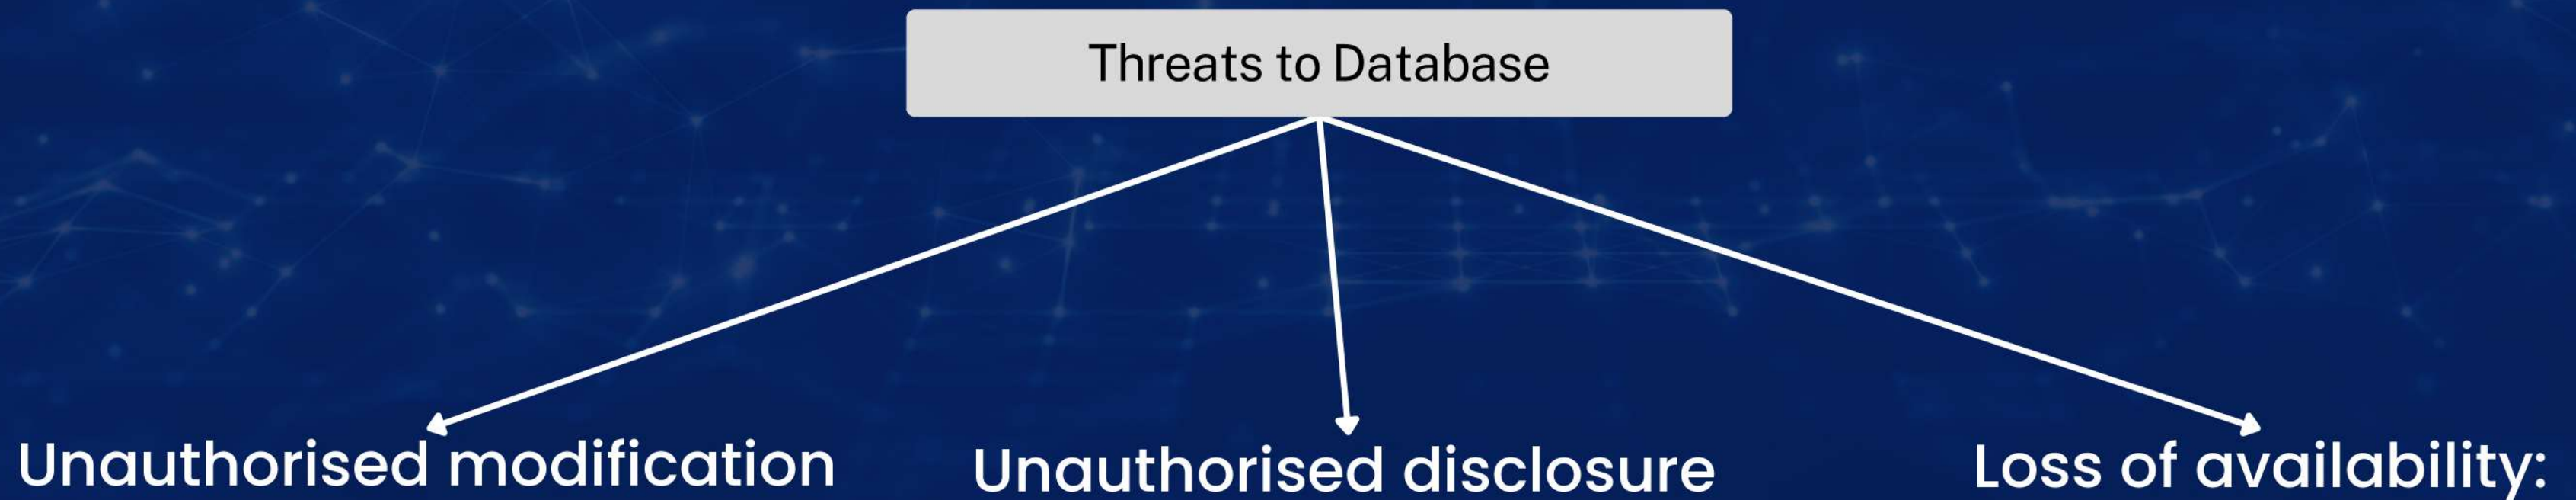 Threats to Database
Unauthorised modification
Unauthorised disclosure
Loss of availability: